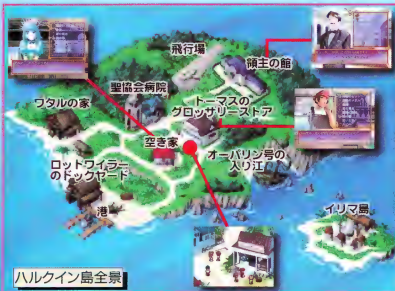 飛行場
領主の館
聖協会病院
ワタルの家
トーマスの
グロッサリーストア
空き家
オーパリン号の
入り江
ロットワイラー
のドックヤード
港
イリマ島
ハルクイン島全景